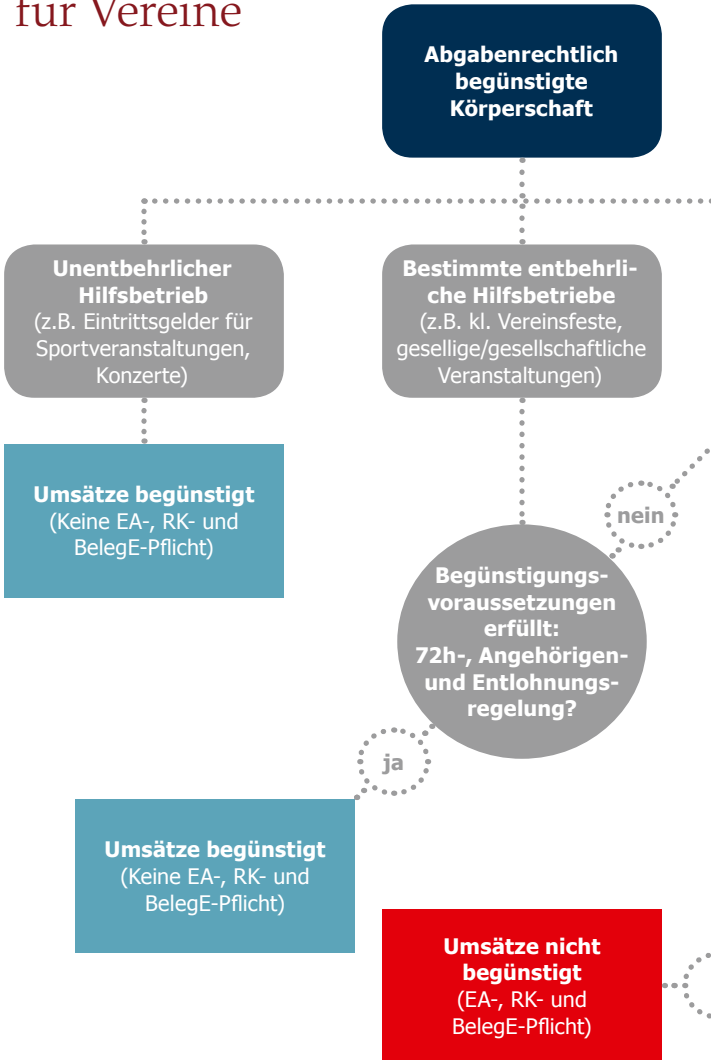 für Vereine
Abgabenrechtlich
begünstigte
Körperschaft
Unentbehrlicher
Hilfsbetrieb
(z.B. Eintrittsgelder für
Sportveranstaltungen,
Konzerte)
Bestimmte entbehrli-
che Hilfsbetriebe
(z.B. kl. Vereinsfeste,
gesellige/gesellschaftliche
Veranstaltungen)
Umsätze begünstigt
(Keine EA-, RK- und
BelegE-Pflicht)
nein
Begünstigungs-
voraussetzungen
erfüllt:
72h-, Angehörigen-
und Entlohnungs-
regelung?
ja
Umsätze begünstigt
(Keine EA-, RK- und
BelegE-Pflicht)
Umsätze nicht
begünstigt
(EA-, RK- und
BelegE-Pflicht)